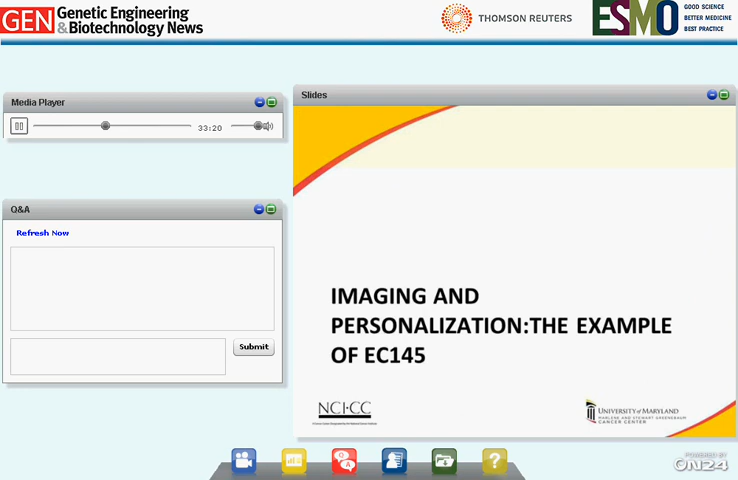 GEN Genetic Engineering
& Biotechnology News
THOMSON REUTERS
ESMO
GOOD SCIENCE
BETTER MEDICINE
BEST PRACTICE
Media Player
33:20
Q&A
Refresh Now
Submit
Slides
IMAGING AND
PERSONALIZATION:THE EXAMPLE
OF EC145
NCI-CC
UNIVERSITY OF MARYLAND
MARLENE AND STEWART GREENEBAUM
CANCER CENTER
Q
A
?
POWERED BY
ON24